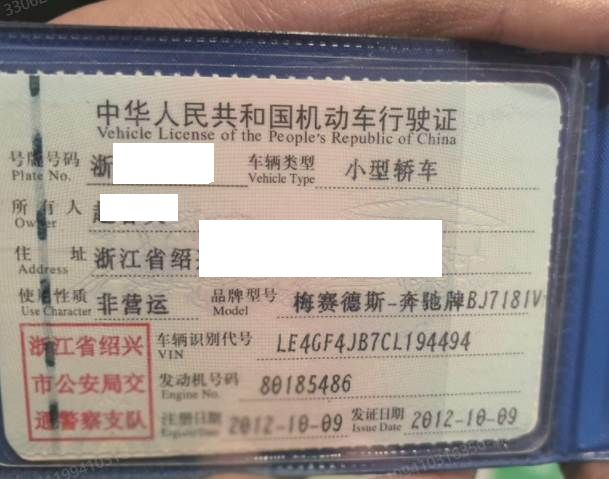 中华人民共和国机动车行驶证
Vehicle License of the People's Republic of China
号牌号码 浙 车辆类型 小型轿车
Plate No. Vehicle Type
所有人
Owner
住址 浙江省绍
Address
使用性质 非营运 品牌型号 梅赛德斯-奔驰牌BJ7181V
Use Character Model
浙江省绍兴 车辆识别代号 LE4GF4JB7CL194494
VIN
市公安局交 发动机号码 80185486
Engine No.
通警察支队 注册日期 2012-10-09 发证日期 2012-10-09
Register Date Issue Date